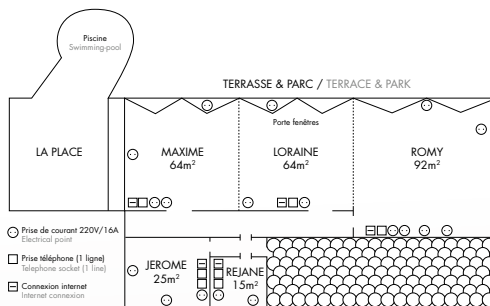 Piscine
Swimming-pool
TERRASSE & PARC / TERRACE & PARK
Porte fenêtres
LA PLACE
MAXIME
64m²
LORAINE
64m²
ROMY
92m²
Prise de courant 220V/16A
Electrical point
Prise téléphone (1 ligne)
Telephone socket (1 line)
Connexion internet
Internet connection
JEROME
25m²
REJANE
15m²